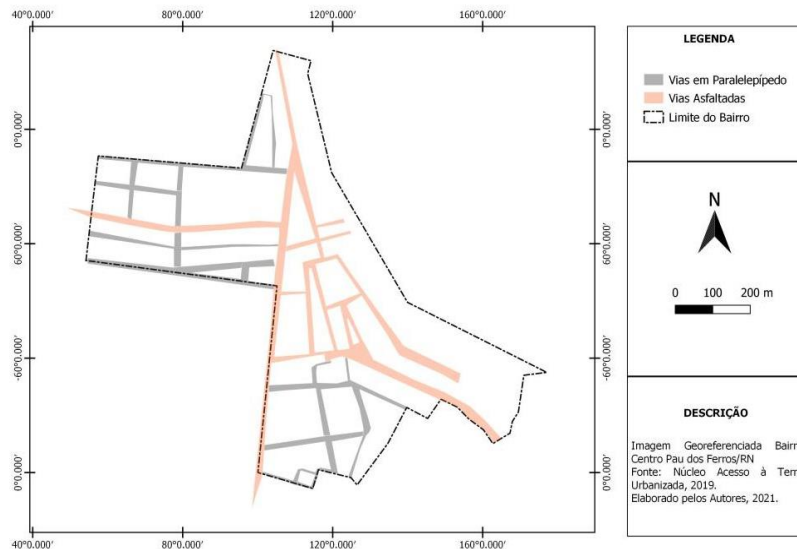 40°0.000' 80°0.000' 120°0.000' 160°0.000'
0°0.000' 0°0.000'
60°0.000' 60°0.000'
-60°0.000' -60°0.000'
0°0.000' 0°0.000'
40°0.000' 80°0.000' 120°0.000' 160°0.000'
LEGENDA
Vias em Paralelepípedo
Vias Asfaltadas
Limite do Bairro
N
0 100 200 m
DESCRIÇÃO
Imagem Georeferenciada Bairr
Centro Pau dos Ferros/RN
Fonte: Núcleo Acesso à Terr
Urbanizada, 2019.
Elaborado pelos Autores, 2021.